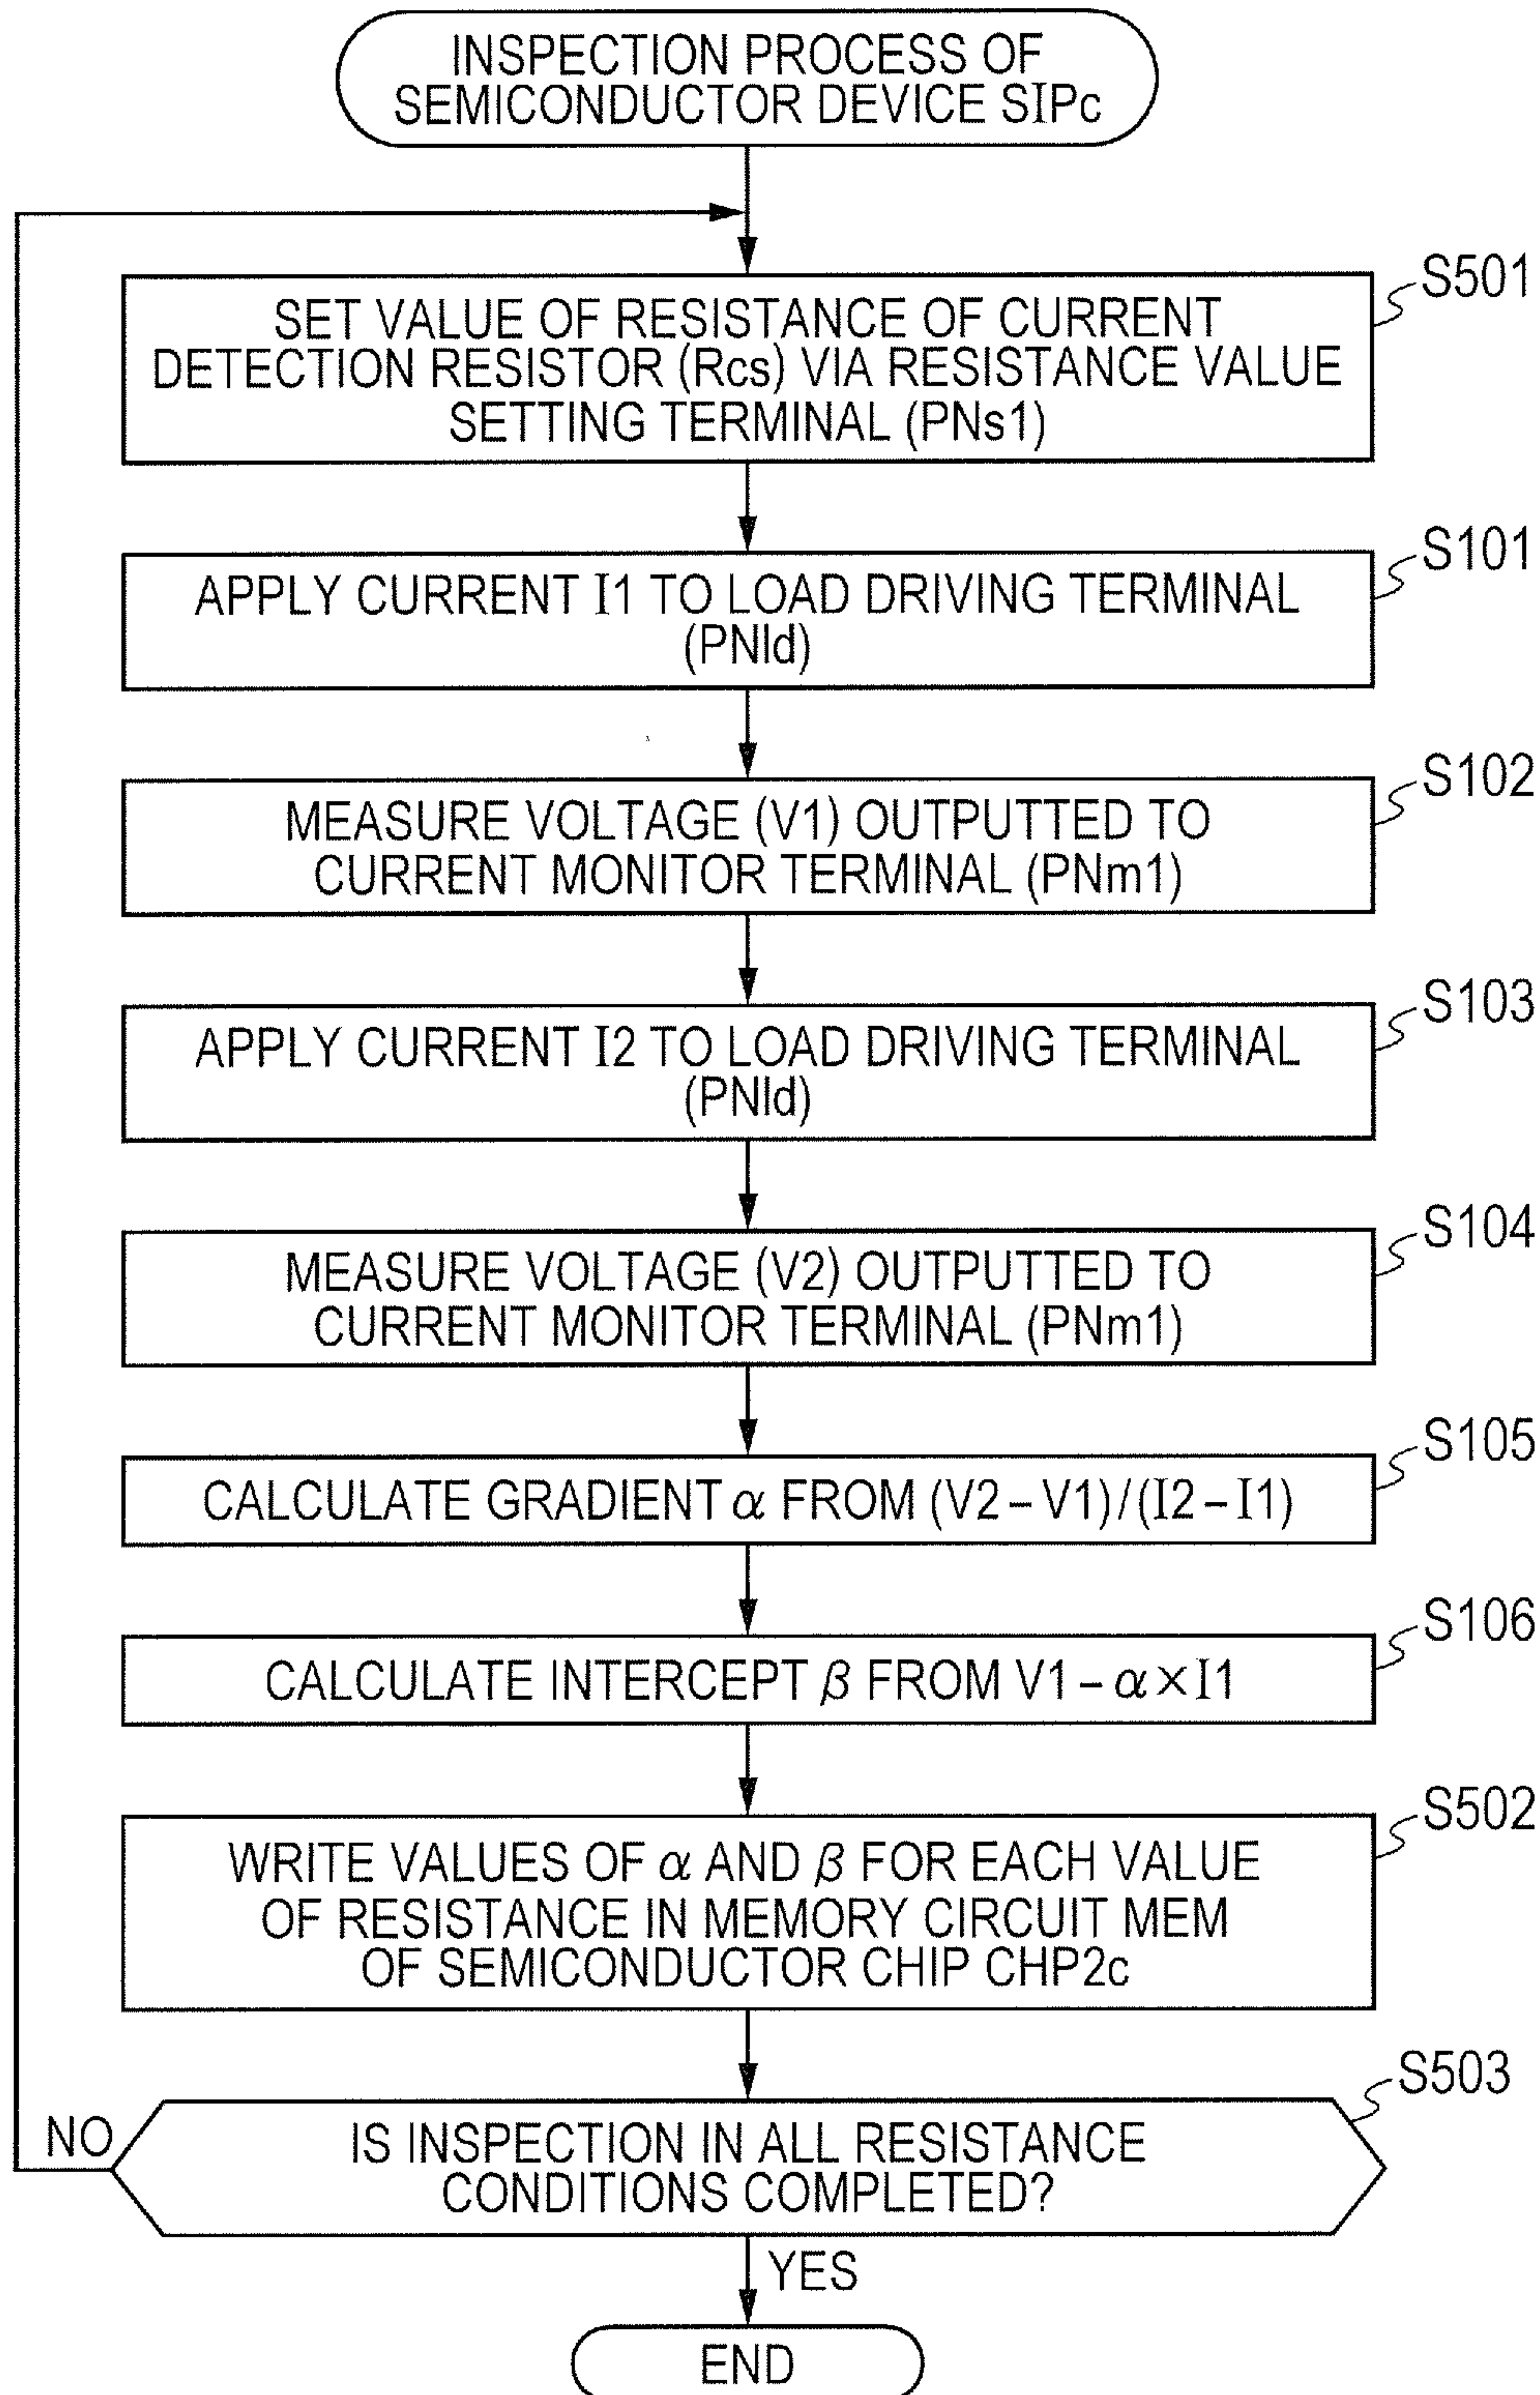 INSPECTION PROCESS OF
SEMICONDUCTOR DEVICE SIPc
S501
SET VALUE OF RESISTANCE OF CURRENT
DETECTION RESISTOR (Rcs) VIA RESISTANCE VALUE
SETTING TERMINAL (PNs1)
S101
APPLY CURRENT I1 TO LOAD DRIVING TERMINAL
(PNld)
S102
MEASURE VOLTAGE (V1) OUTPUTTED TO
CURRENT MONITOR TERMINAL (PNm1)
S103
APPLY CURRENT I2 TO LOAD DRIVING TERMINAL
(PNld)
S104
MEASURE VOLTAGE (V2) OUTPUTTED TO
CURRENT MONITOR TERMINAL (PNm1)
S105
CALCULATE GRADIENT α FROM (V2–V1)/(I2–I1)
S106
CALCULATE INTERCEPT β FROM V1–α×I1
S502
WRITE VALUES OF α AND β FOR EACH VALUE
OF RESISTANCE IN MEMORY CIRCUIT MEM
OF SEMICONDUCTOR CHIP CHP2c
S503
NO
IS INSPECTION IN ALL RESISTANCE
CONDITIONS COMPLETED?
YES
END